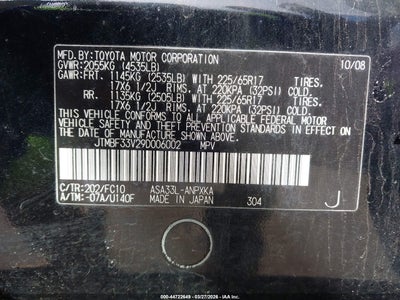 MFD.BY:TOYOTA MOTOR CORPORATION 10/08
GVWR:2055KG (4535LB)
GAWR:FRT. 1145KG (2535LB) WITH 225/65R17 TIRES,
17X6 1/2J RIMS, AT 220KPA (32PSI) COLD.
RR. 1135KG (2505LB) WITH 225/65R17 TIRES,
17X6 1/2J RIMS, AT 220KPA (32PSI) COLD.
THIS VEHICLE CONFORMS TO ALL APPLICABLE FEDERAL
MOTOR VEHICLE SAFETY AND THEFT PREVENTION STANDARDS
IN EFFECT ON THE DATE OF MANUFACTURE SHOWN ABOVE.
JTMBF33V29D006002 MPV
C/TR:202/FC10 ASA33L-ANPXKA
A/TM:-07A/U140F MADE IN JAPAN 304 J
000-44722649 - 03/27/2026 - IAA Inc.